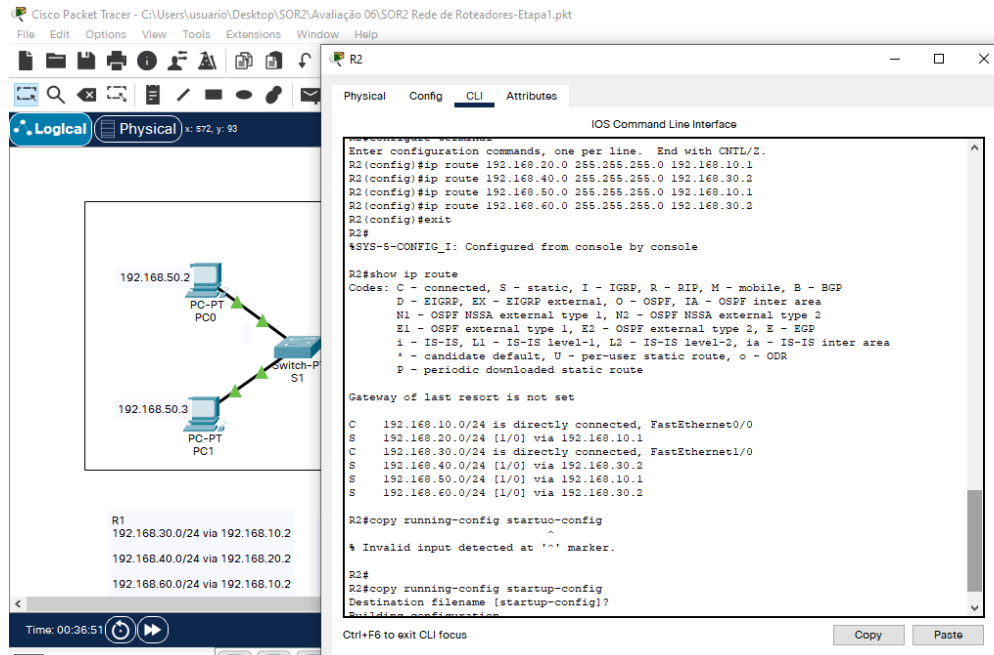 Cisco Packet Tracer - C:\Users\usuario\Desktop\SOR2\Avaliação 06\SOR2 Rede de Roteadores-Etapa1.pkt
File Edit Options View Tools Extensions Window Help
R2
Physical Config CLI Attributes
Logical Physical x: 572, y: 93
IOS Command Line Interface
R2#configure terminal
Enter configuration commands, one per line. End with CNTL/Z.
R2(config)#ip route 192.168.20.0 255.255.255.0 192.168.10.1
R2(config)#ip route 192.168.40.0 255.255.255.0 192.168.30.2
R2(config)#ip route 192.168.50.0 255.255.255.0 192.168.10.1
R2(config)#ip route 192.168.60.0 255.255.255.0 192.168.30.2
R2(config)#exit
R2#
%SYS-5-CONFIG_I: Configured from console by console
R2#show ip route
Codes: C - connected, S - static, I - IGRP, R - RIP, M - mobile, B - BGP
D - EIGRP, EX - EIGRP external, O - OSPF, IA - OSPF inter area
N1 - OSPF NSSA external type 1, N2 - OSPF NSSA external type 2
E1 - OSPF external type 1, E2 - OSPF external type 2, E - EGP
i - IS-IS, L1 - IS-IS level-1, L2 - IS-IS level-2, ia - IS-IS inter area
* - candidate default, U - per-user static route, o - ODR
P - periodic downloaded static route
Gateway of last resort is not set
C 192.168.10.0/24 is directly connected, FastEthernet0/0
S 192.168.20.0/24 [1/0] via 192.168.10.1
C 192.168.30.0/24 is directly connected, FastEthernet1/0
S 192.168.40.0/24 [1/0] via 192.168.30.2
S 192.168.50.0/24 [1/0] via 192.168.10.1
S 192.168.60.0/24 [1/0] via 192.168.30.2
R2#copy running-config startuo-config
^
% Invalid input detected at '^' marker.
R2#
R2#copy running-config startup-config
Destination filename [startup-config]?
Building configuration
Ctrl+F6 to exit CLI focus
Copy Paste
192.168.50.2
PC-PT
PC0
Switch-P
S1
192.168.50.3
PC-PT
PC1
R1
192.168.30.0/24 via 192.168.10.2
192.168.40.0/24 via 192.168.20.2
192.168.60.0/24 via 192.168.10.2
Time: 00:36:51